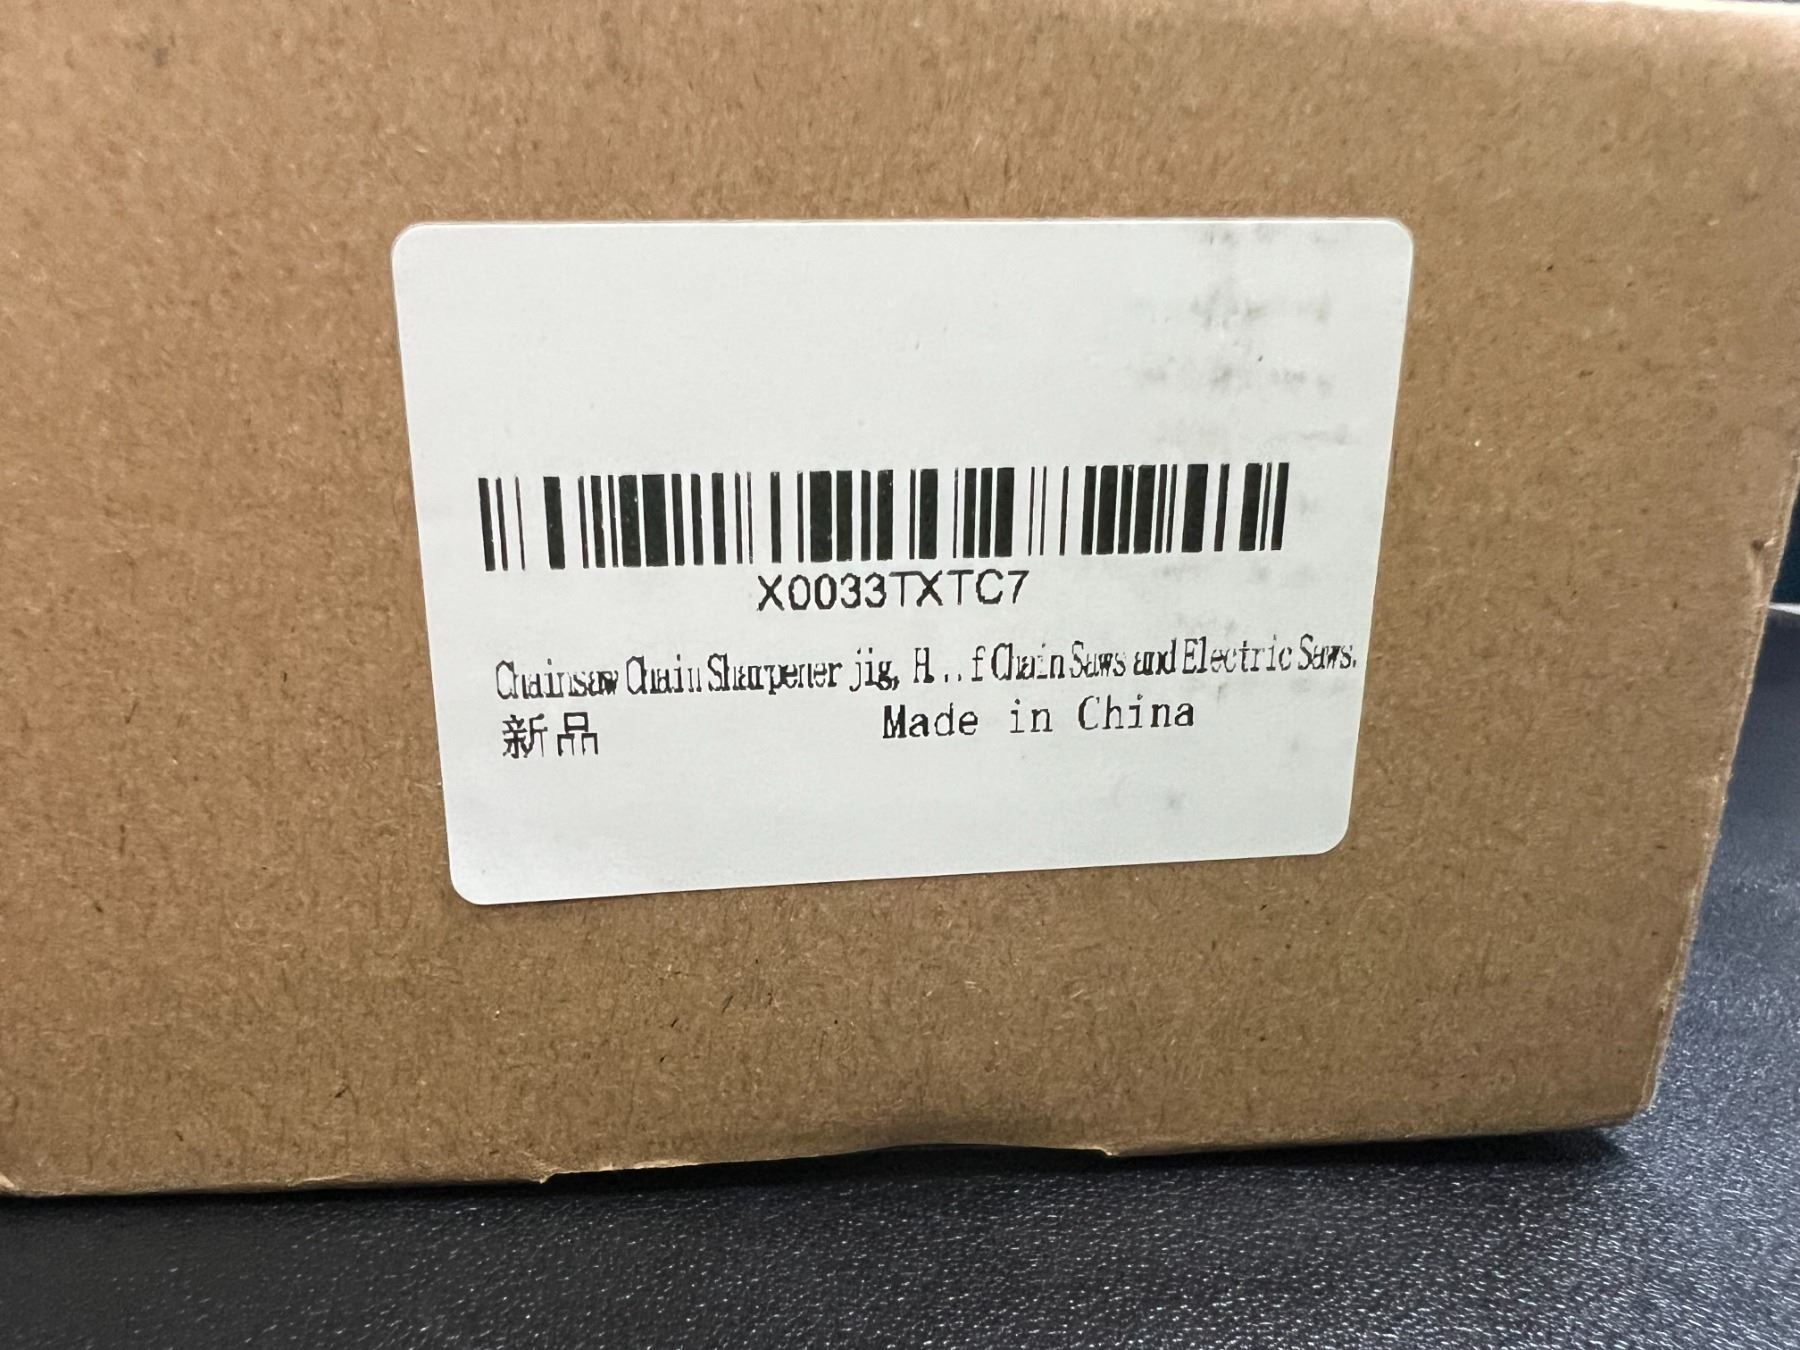 X0033TXTC7
Chainsaw Chain Sharpener jig, H...f Chain Saws and Electric Saws.
新品 Made in China